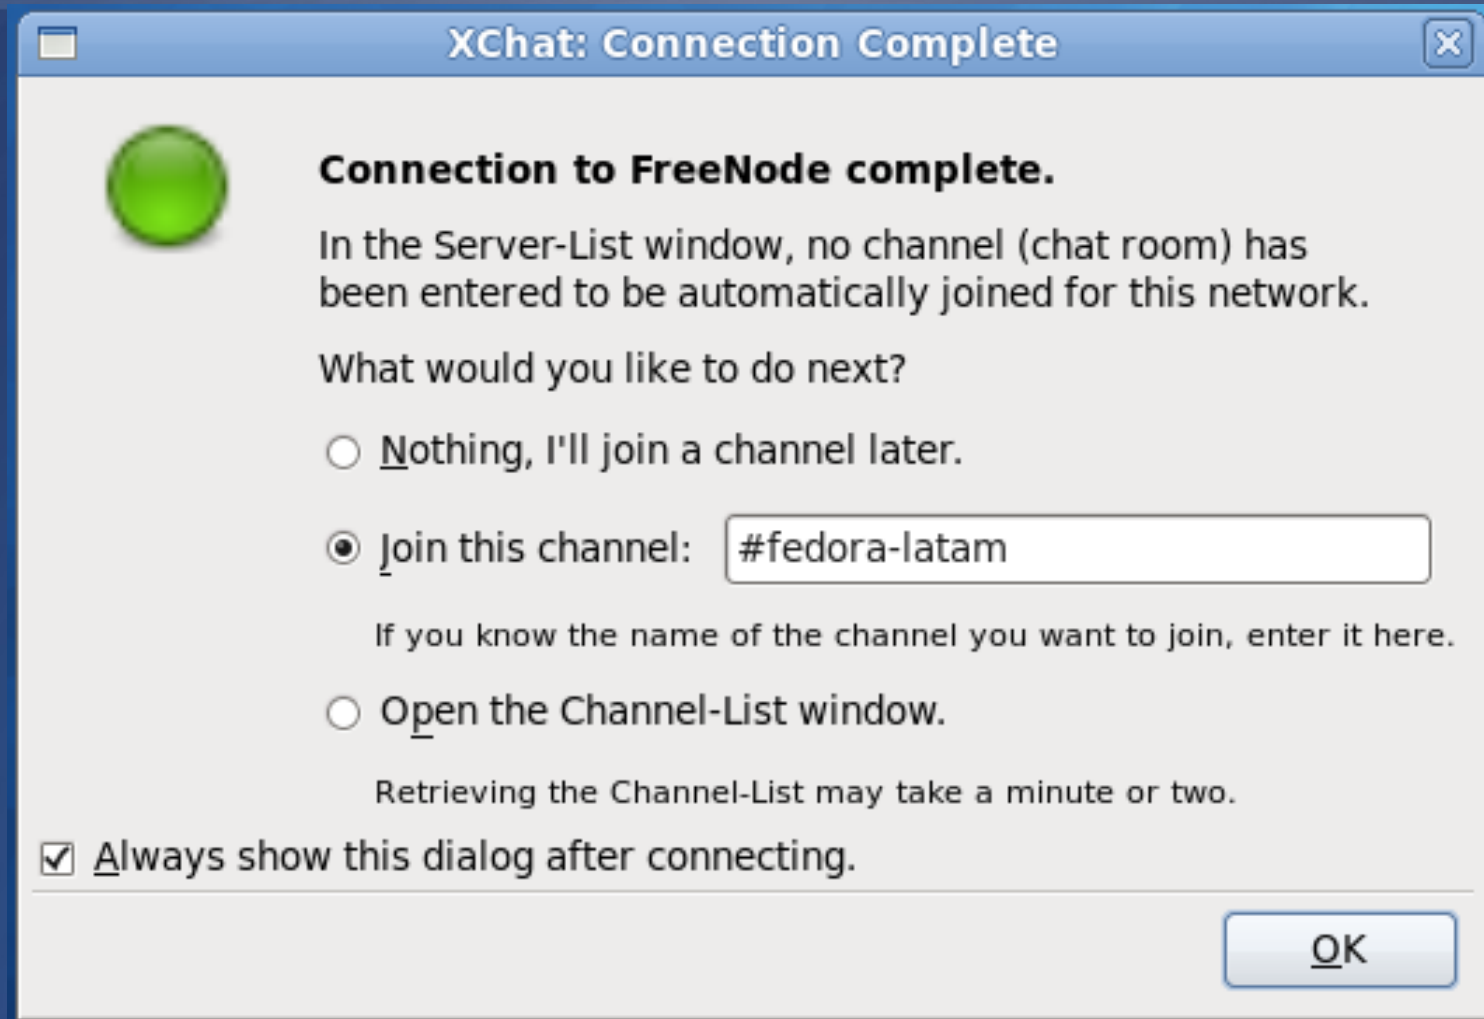 XChat: Connection Complete
Connection to FreeNode complete.
In the Server-List window, no channel (chat room) has
been entered to be automatically joined for this network.
What would you like to do next?
Nothing, I'll join a channel later.
Join this channel: #fedora-latam
If you know the name of the channel you want to join, enter it here.
Open the Channel-List window.
Retrieving the Channel-List may take a minute or two.
Always show this dialog after connecting.
OK